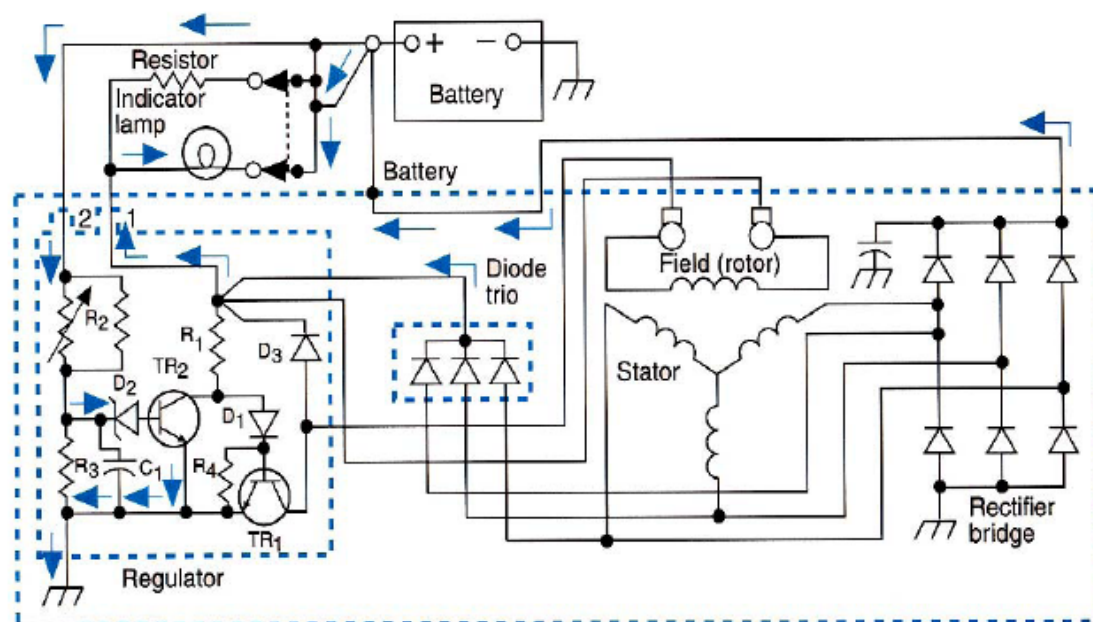 Resistor
+
−
Indicator
lamp
Battery
Battery
2
1
Diode
trio
Field (rotor)
R2
R1
D3
TR2
D2
Stator
D1
R3
C1
R4
TR1
Rectifier
bridge
Regulator